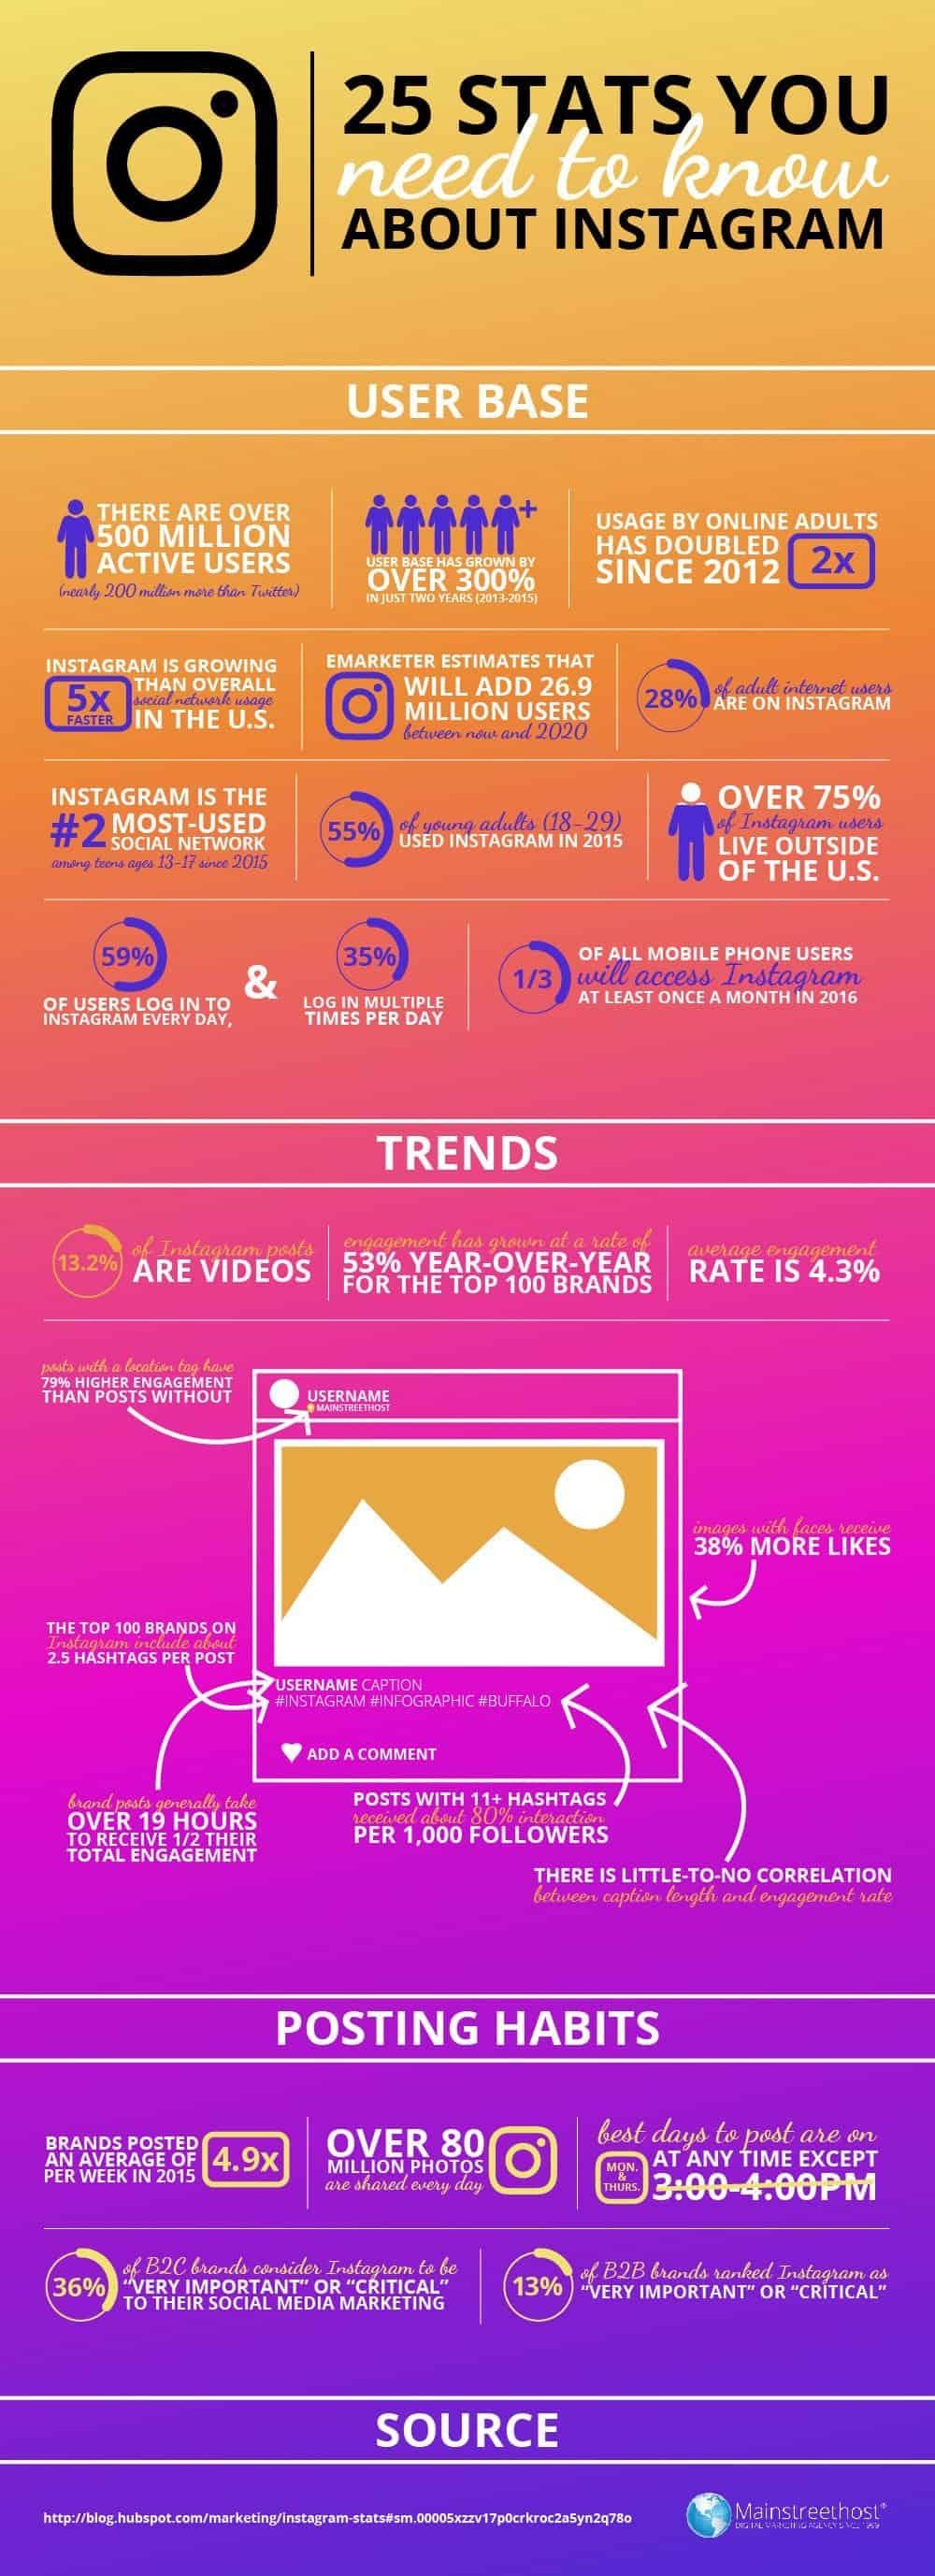 25 STATS YOU
need to know
ABOUT INSTAGRAM
USER BASE
THERE ARE OVER
500 MILLION
ACTIVE USERS
(nearly 200 million more than Twitter)
+
USER BASE HAS GROWN BY
OVER 300%
IN JUST TWO YEARS (2013-2015)
USAGE BY ONLINE ADULTS
HAS DOUBLED
SINCE 2012
2x
INSTAGRAM IS GROWING
5x
FASTER
THAN OVERALL
social network usage
IN THE U.S.
EMARKETER ESTIMATES THAT
WILL ADD 26.9
MILLION USERS
between now and 2020
28%
of adult internet users
ARE ON INSTAGRAM
INSTAGRAM IS THE
#2 MOST-USED
SOCIAL NETWORK
among teens ages 13-17 since 2015
55%
of young adults (18-29)
USED INSTAGRAM IN 2015
OVER 75%
of Instagram users
LIVE OUTSIDE
OF THE U.S.
59%
OF USERS LOG IN TO
INSTAGRAM EVERY DAY,
&
35%
LOG IN MULTIPLE
TIMES PER DAY
1/3
OF ALL MOBILE PHONE USERS
will access Instagram
AT LEAST ONCE A MONTH IN 2016
TRENDS
13.2%
of Instagram posts
ARE VIDEOS
engagement has grown at a rate of
53% YEAR-OVER-YEAR
FOR THE TOP 100 BRANDS
average engagement
RATE IS 4.3%
posts with a location tag have
79% HIGHER ENGAGEMENT
THAN POSTS WITHOUT
USERNAME
MAINSTREETHOST
images with faces receive
38% MORE LIKES
THE TOP 100 BRANDS ON
Instagram include about
2.5 HASHTAGS PER POST
USERNAME CAPTION
#INSTAGRAM #INFOGRAPHIC #BUFFALO
ADD A COMMENT
brand posts generally take
OVER 19 HOURS
TO RECEIVE 1/2 THEIR
TOTAL ENGAGEMENT
POSTS WITH 11+ HASHTAGS
received about 80% interaction
PER 1,000 FOLLOWERS
THERE IS LITTLE-TO-NO CORRELATION
between caption length and engagement rate
POSTING HABITS
BRANDS POSTED
AN AVERAGE OF
PER WEEK IN 2015
4.9x
OVER 80
MILLION PHOTOS
are shared every day
best days to post are on
MON.
&
THURS.
AT ANY TIME EXCEPT
3:00-4:00PM
36%
of B2C brands consider Instagram to be
"VERY IMPORTANT" OR "CRITICAL"
TO THEIR SOCIAL MEDIA MARKETING
13%
of B2B brands ranked Instagram as
"VERY IMPORTANT" OR "CRITICAL"
SOURCE
http://blog.hubspot.com/marketing/instagram-stats#sm.00005xzzv17p0crkroc2a5yn2q78o
Mainstreethost®
DIGITAL MARKETING AGENCY SINCE 1999